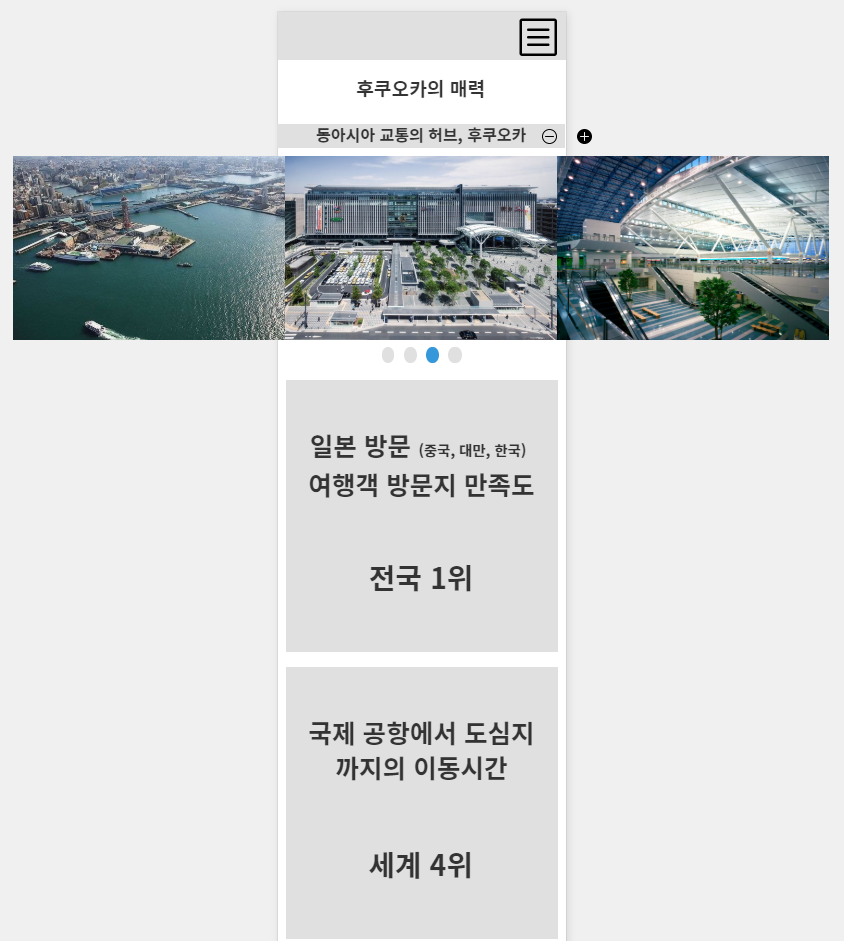 후쿠오카의 매력
동아시아 교통의 허브, 후쿠오카
일본 방문 (중국, 대만, 한국)
여행객 방문지 만족도
전국 1위
국제 공항에서 도심지
까지의 이동시간
세계 4위